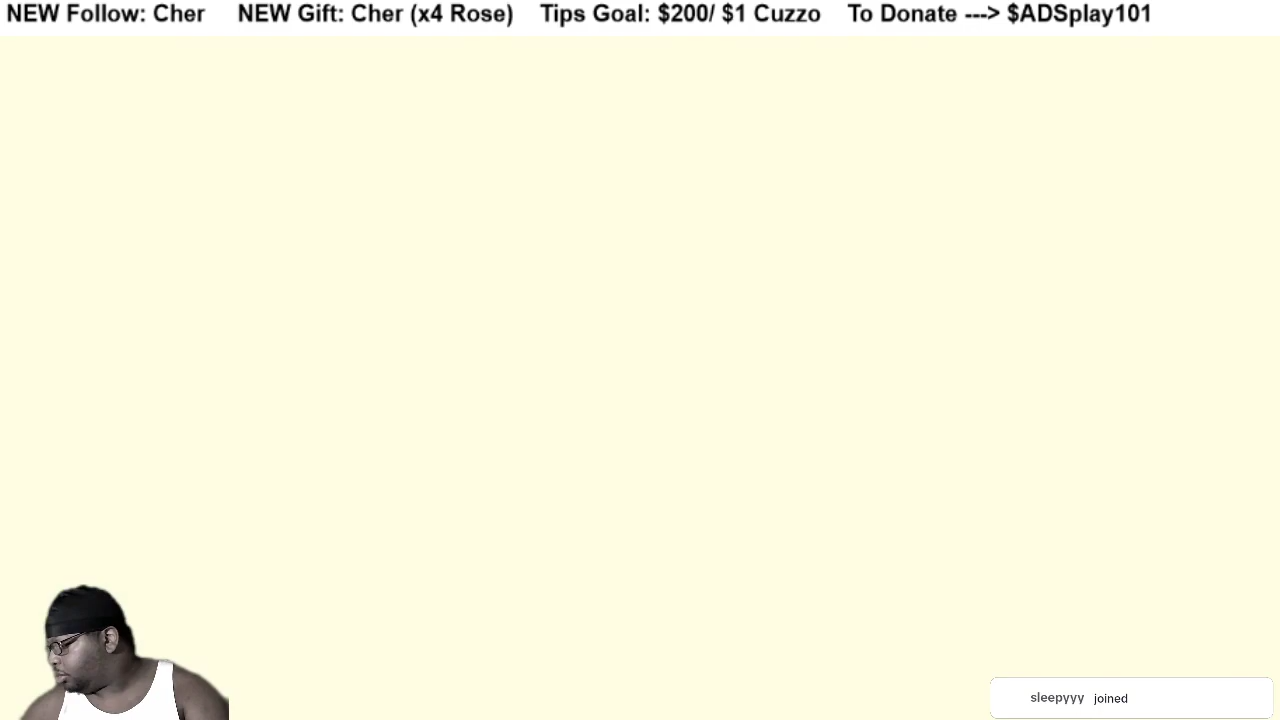 NEW Follow: Cher NEW Gift: Cher (x4 Rose) Tips Goal: $200/ $1 Cuzzo To Donate ---> $ADSplay101
sleepyyy joined